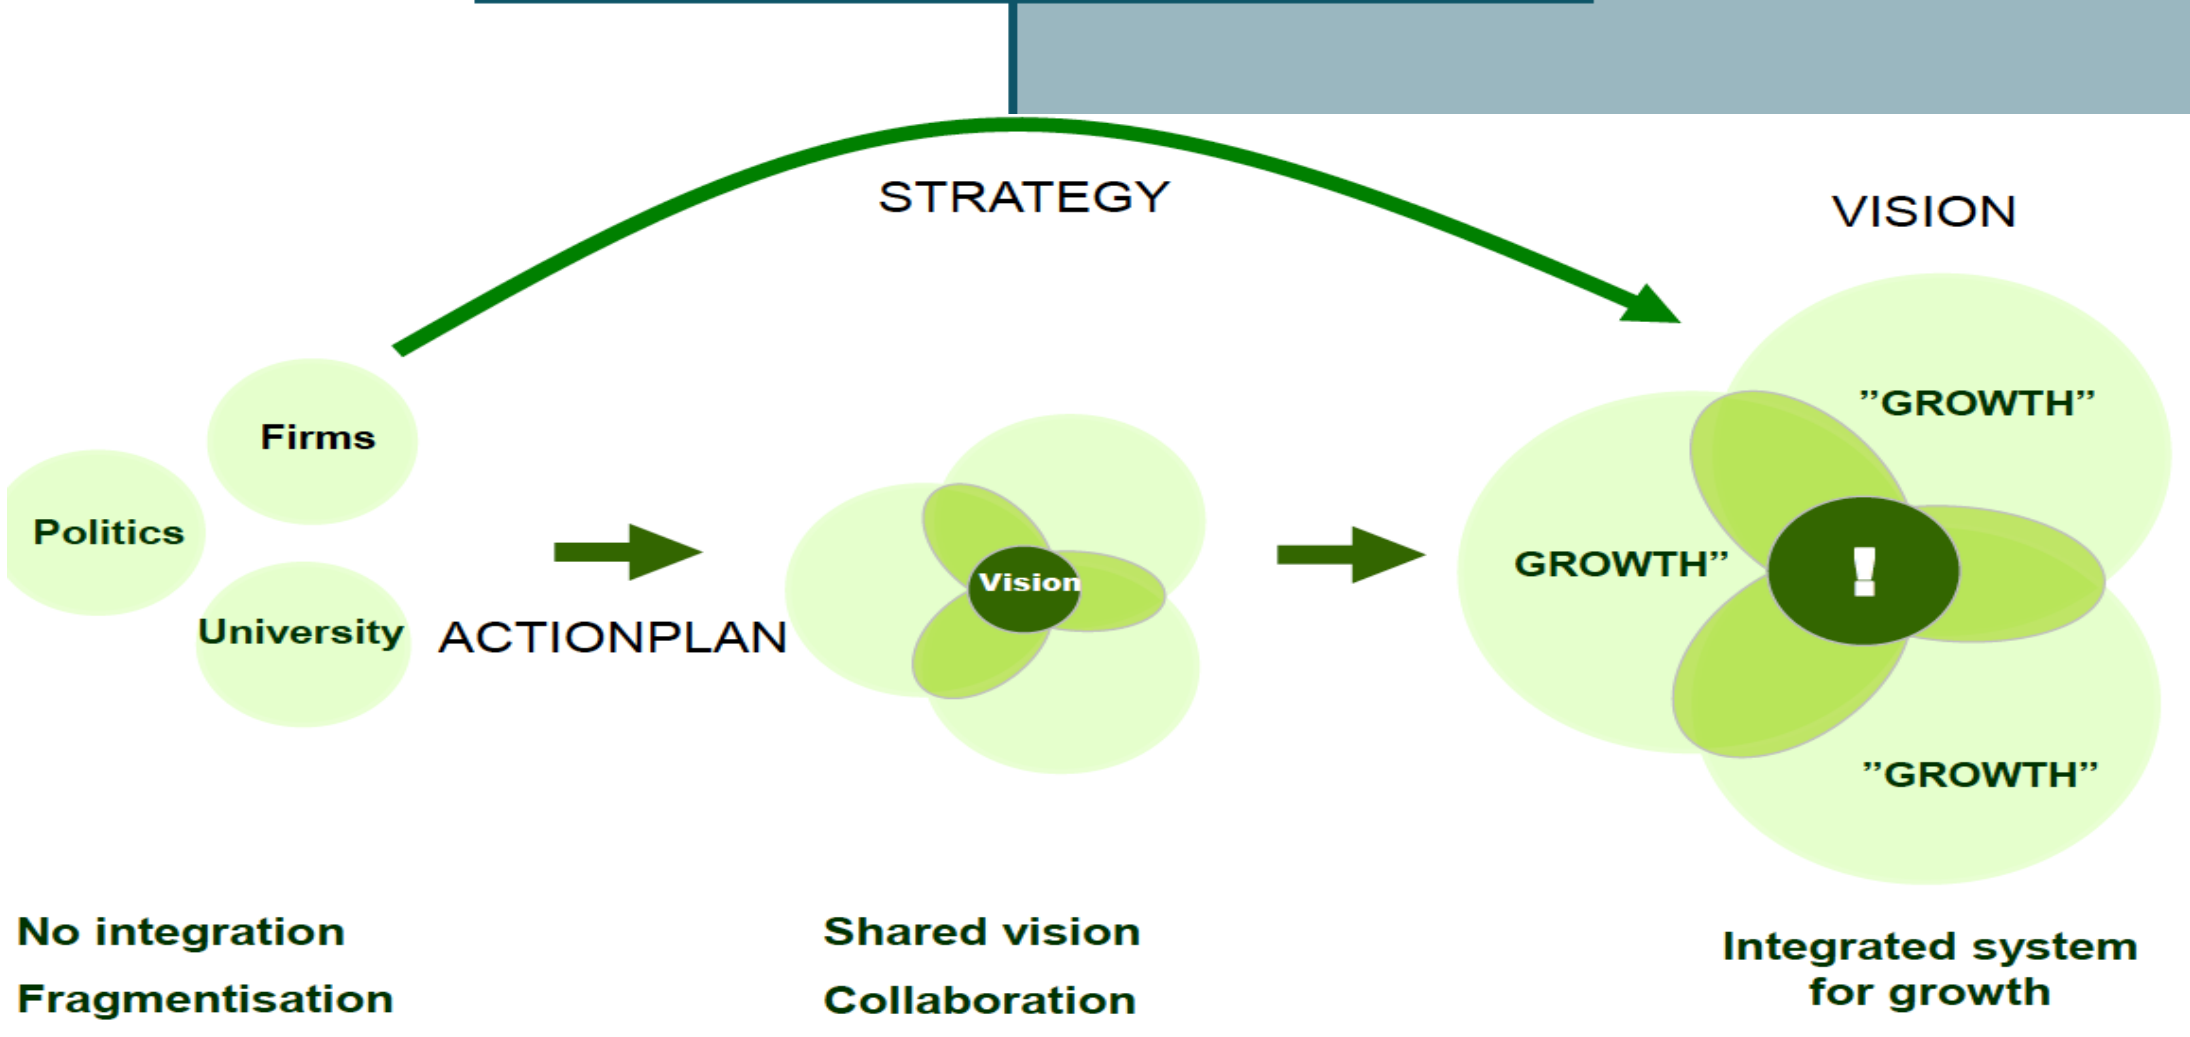 STRATEGY
VISION
Firms
Politics
University
ACTIONPLAN
Vision
”GROWTH”
GROWTH”
!
”GROWTH”
No integration
Fragmentisation
Shared vision
Collaboration
Integrated system
for growth